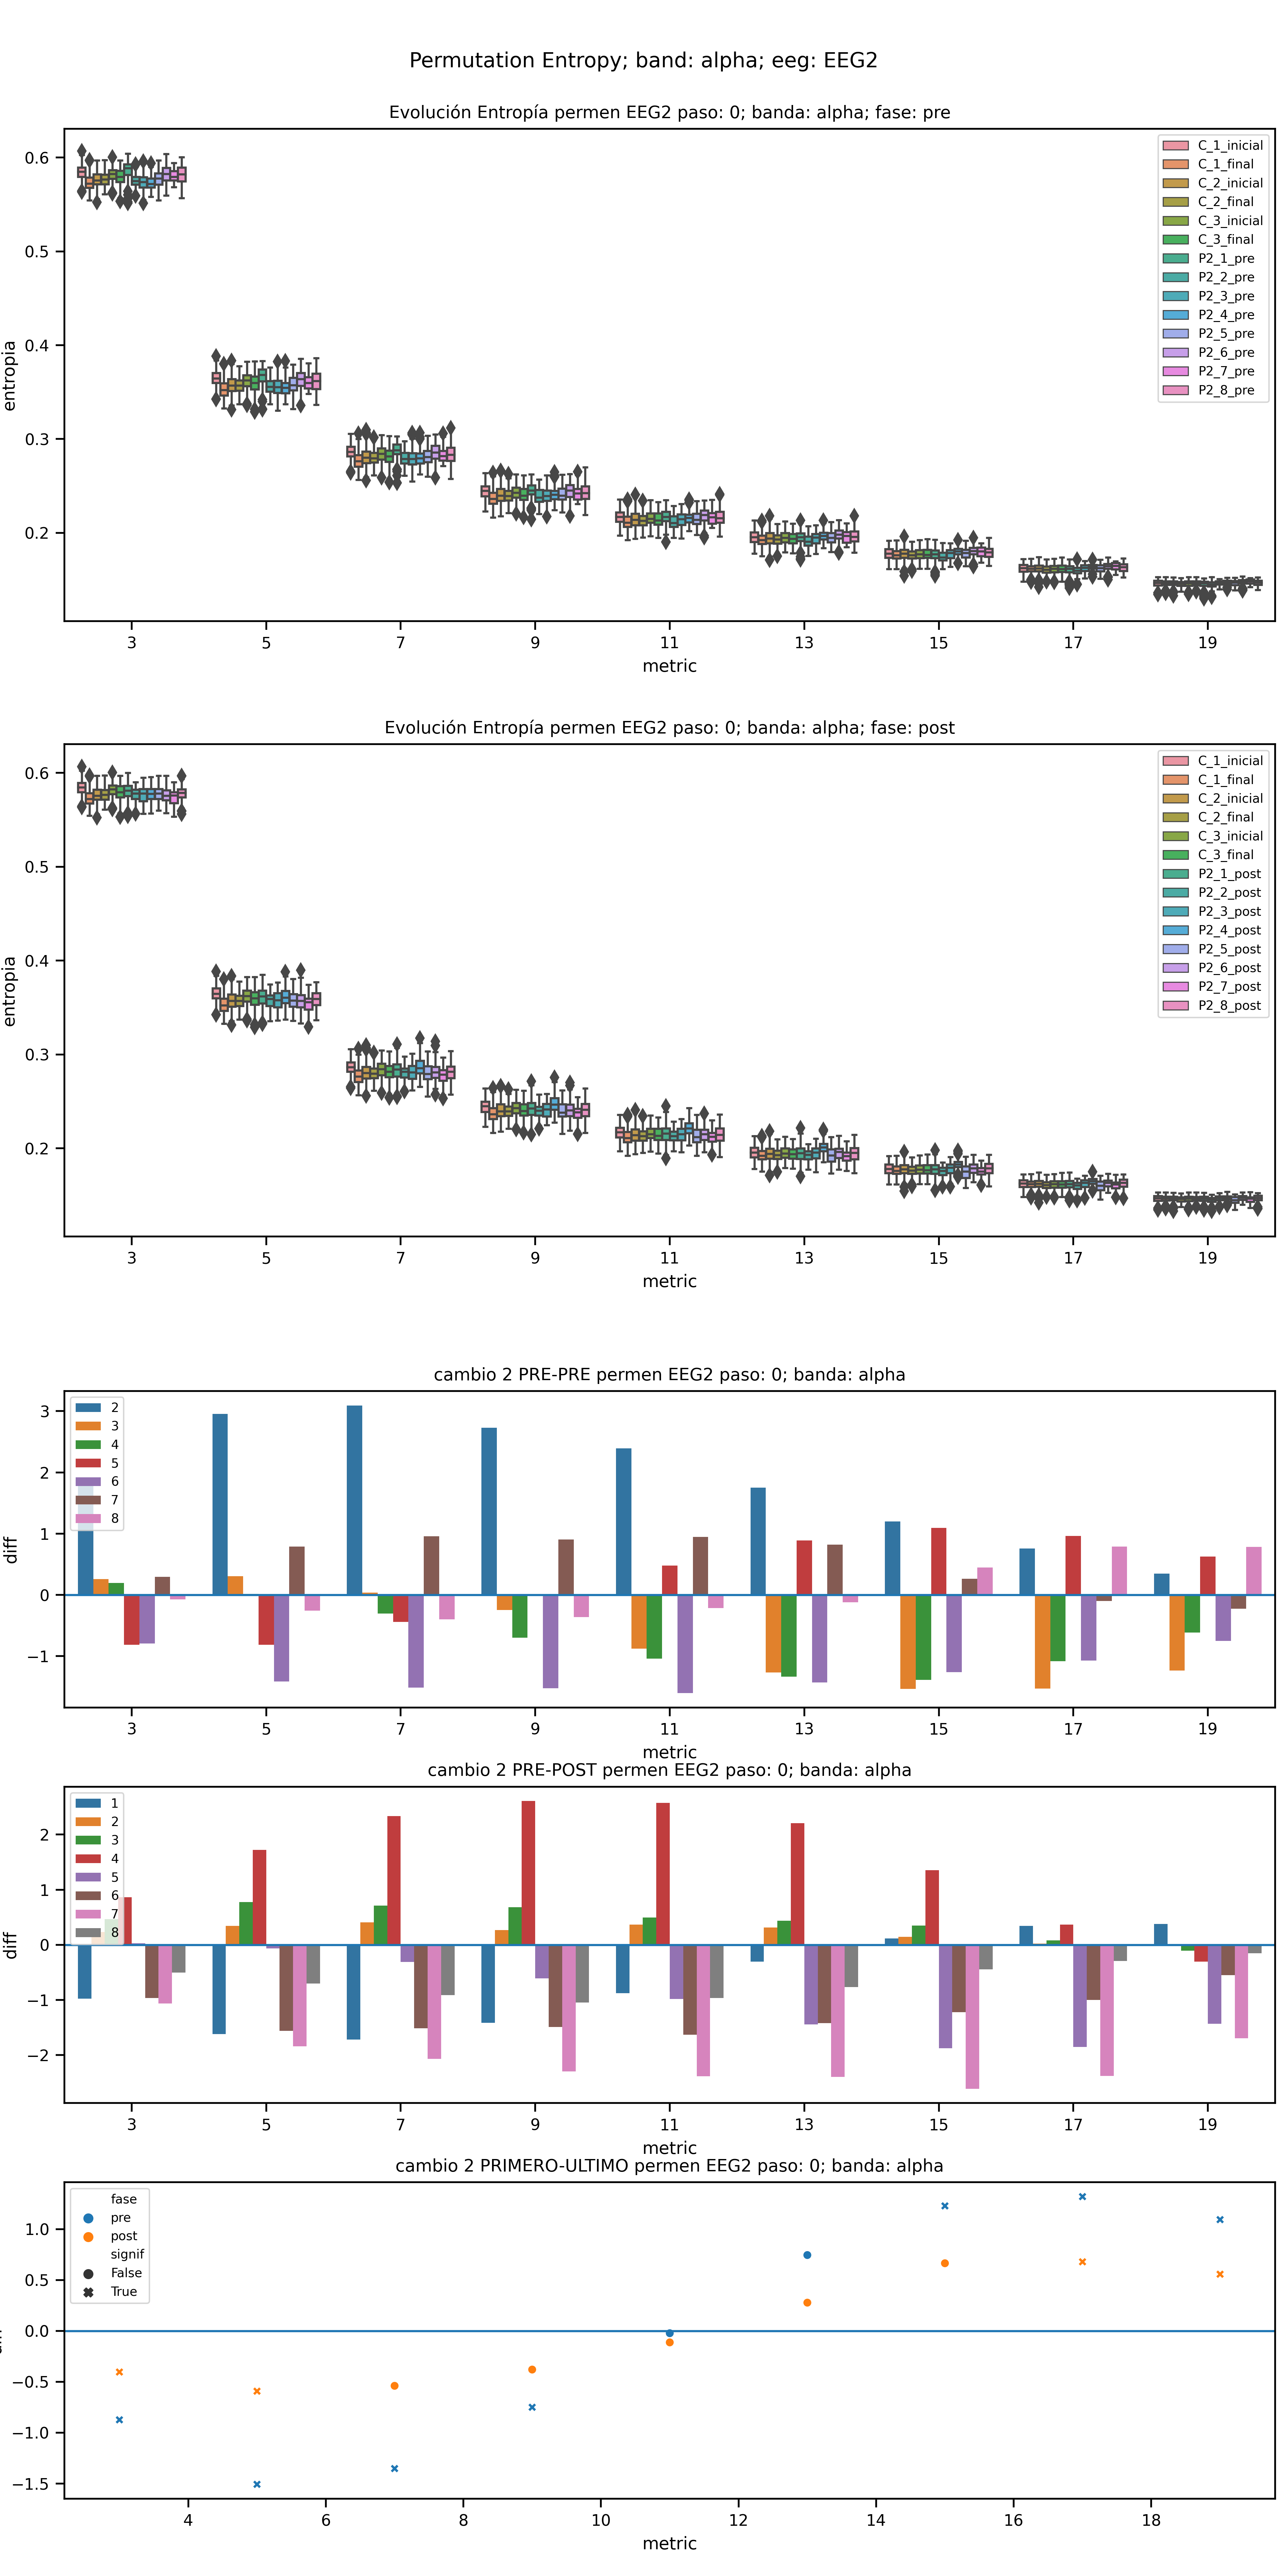 Permutation Entropy; band: alpha; eeg: EEG2
Evolución Entropía permen EEG2 paso: 0; banda: alpha; fase: pre
0.6
0.5
0.4
0.3
0.2
entropia
C_1_inicial
C_1_final
C_2_inicial
C_2_final
C_3_inicial
C_3_final
P2_1_pre
P2_2_pre
P2_3_pre
P2_4_pre
P2_5_pre
P2_6_pre
P2_7_pre
P2_8_pre
3 5 7 9 11 13 15 17 19
metric
Evolución Entropía permen EEG2 paso: 0; banda: alpha; fase: post
0.6
0.5
0.4
0.3
0.2
entropia
C_1_inicial
C_1_final
C_2_inicial
C_2_final
C_3_inicial
C_3_final
P2_1_post
P2_2_post
P2_3_post
P2_4_post
P2_5_post
P2_6_post
P2_7_post
P2_8_post
3 5 7 9 11 13 15 17 19
metric
cambio 2 PRE-PRE permen EEG2 paso: 0; banda: alpha
3
2
1
0
−1
diff
2
3
4
5
6
7
8
3 5 7 9 11 13 15 17 19
metric
cambio 2 PRE-POST permen EEG2 paso: 0; banda: alpha
2
1
0
−1
−2
diff
1
2
3
4
5
6
7
8
3 5 7 9 11 13 15 17 19
metric
cambio 2 PRIMERO-ULTIMO permen EEG2 paso: 0; banda: alpha
1.0
0.5
0.0
−0.5
−1.0
−1.5
fase
pre
post
signif
False
True
4 6 8 10 12 14 16 18
metric